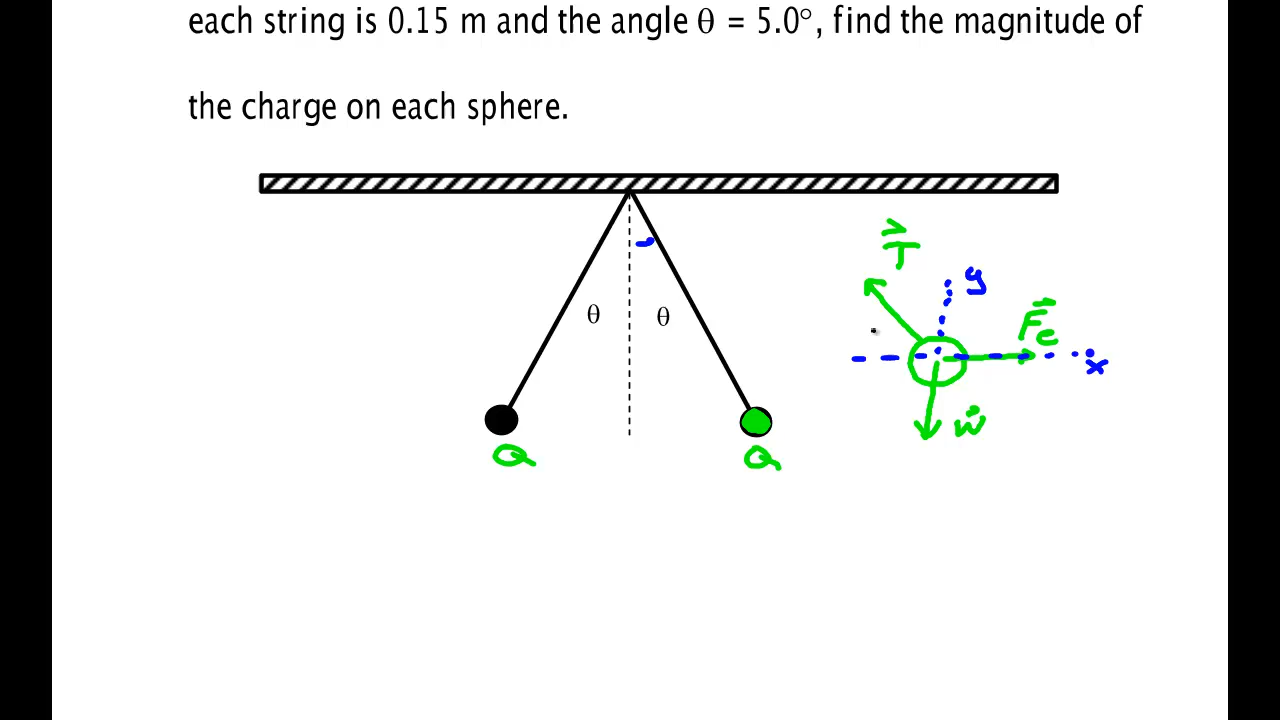 each string is 0.15 m and the angle θ = 5.0°, find the magnitude of
the charge on each sphere.
T
y
Fe
θ θ
x
w
Q Q